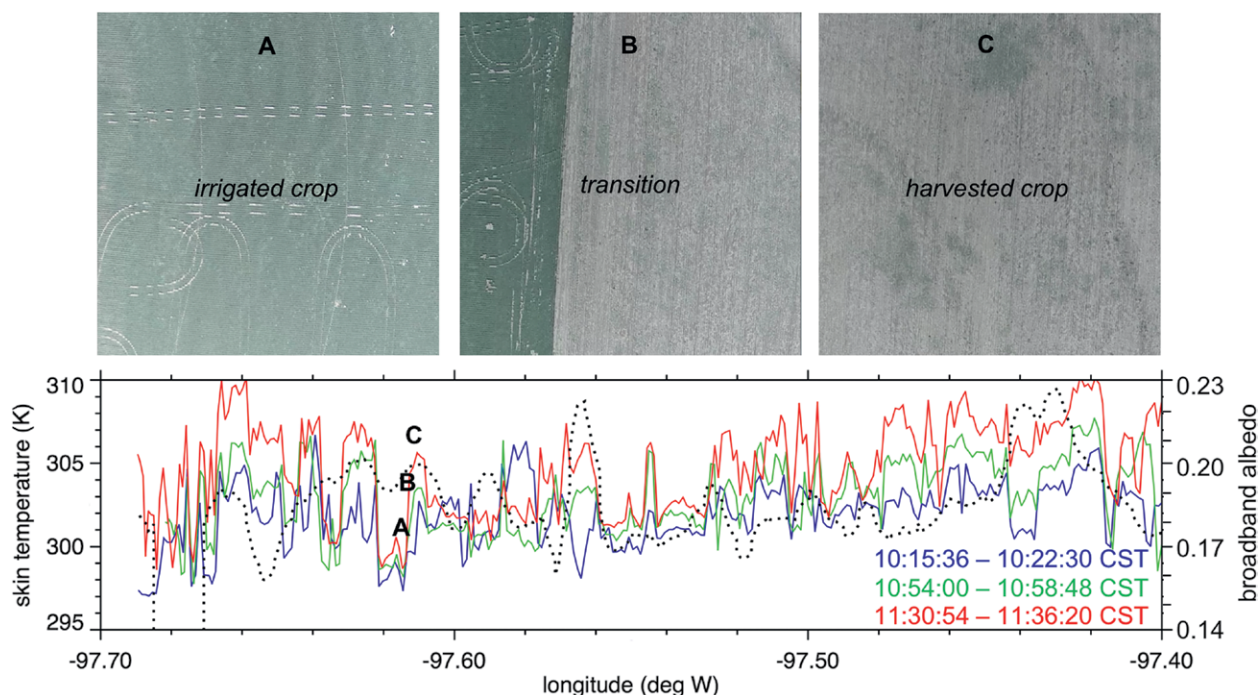 A
B
C
irrigated crop
transition
harvested crop
310
305
300
295
skin temperature (K)
C
B
A
0.23
0.20
0.17
0.14
broadband albedo
10:15:36 – 10:22:30 CST
10:54:00 – 10:58:48 CST
11:30:54 – 11:36:20 CST
-97.70
-97.60
-97.50
-97.40
longitude (deg W)